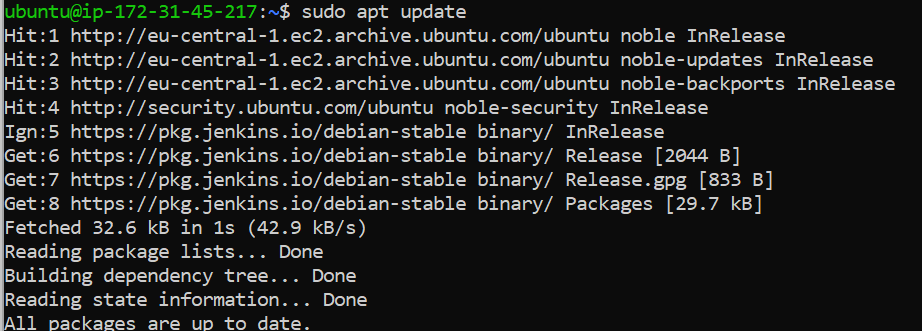 ubuntu@ip-172-31-45-217:~$ sudo apt update
Hit:1 http://eu-central-1.ec2.archive.ubuntu.com/ubuntu noble InRelease
Hit:2 http://eu-central-1.ec2.archive.ubuntu.com/ubuntu noble-updates InRelease
Hit:3 http://eu-central-1.ec2.archive.ubuntu.com/ubuntu noble-backports InRelease
Hit:4 http://security.ubuntu.com/ubuntu noble-security InRelease
Ign:5 https://pkg.jenkins.io/debian-stable binary/ InRelease
Get:6 https://pkg.jenkins.io/debian-stable binary/ Release [2044 B]
Get:7 https://pkg.jenkins.io/debian-stable binary/ Release.gpg [833 B]
Get:8 https://pkg.jenkins.io/debian-stable binary/ Packages [29.7 kB]
Fetched 32.6 kB in 1s (42.9 kB/s)
Reading package lists... Done
Building dependency tree... Done
Reading state information... Done
All packages are up to date.